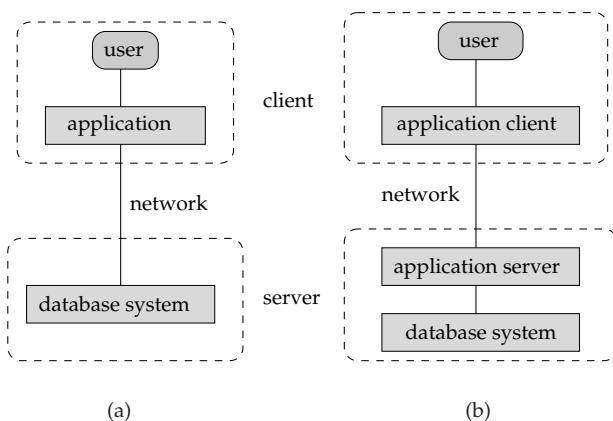 user
application
network
database system
(a)
client
server
user
application client
network
application server
database system
(b)